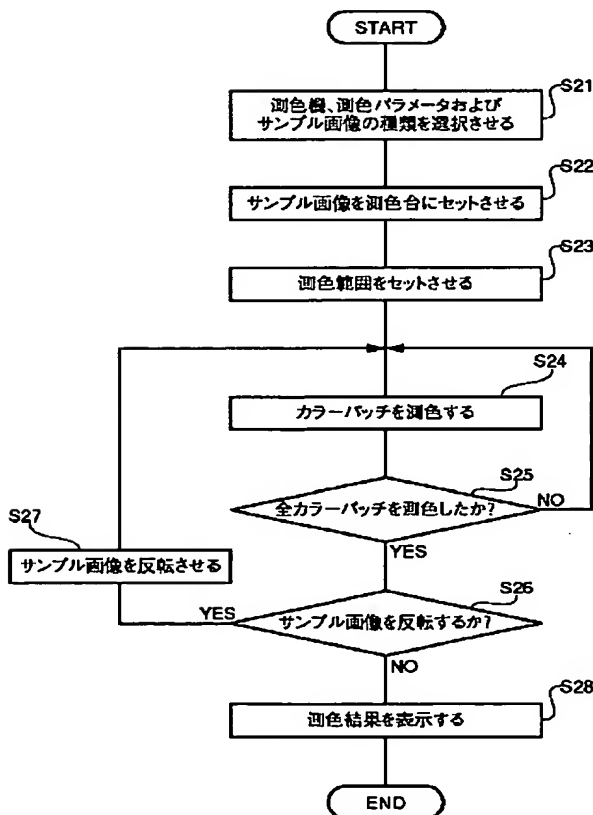 START
S21
測色機、測色パラメータおよび
サンプル画像の種類を選択させる
S22
サンプル画像を測色台にセットさせる
S23
測色範囲をセットさせる
S24
カラーパッチを測色する
S25
全カラーパッチを測色したか?
NO
YES
S27
サンプル画像を反転させる
S26
サンプル画像を反転するか?
YES
NO
S28
測色結果を表示する
END